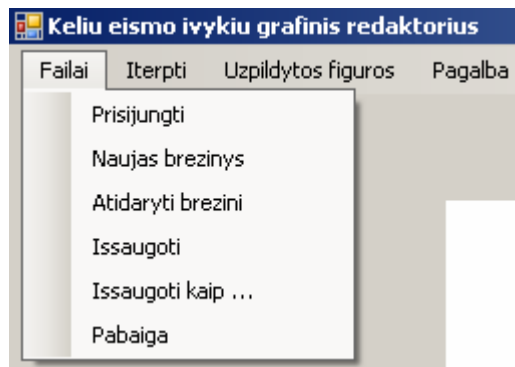 Keliu eismo ivykiu grafinis redaktorius
Failai Iterpti Uzpildytos figuros Pagalba
Prisijungti
Naujas brezinys
Atidaryti brezini
Issaugoti
Issaugoti kaip ...
Pabaiga